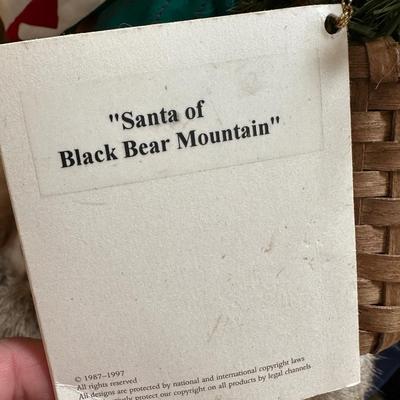 "Santa of
Black Bear Mountain"
© 1987–1997
All rights reserved
All designs are protected by national and international copyright laws
protect our copyright on all products by legal channels